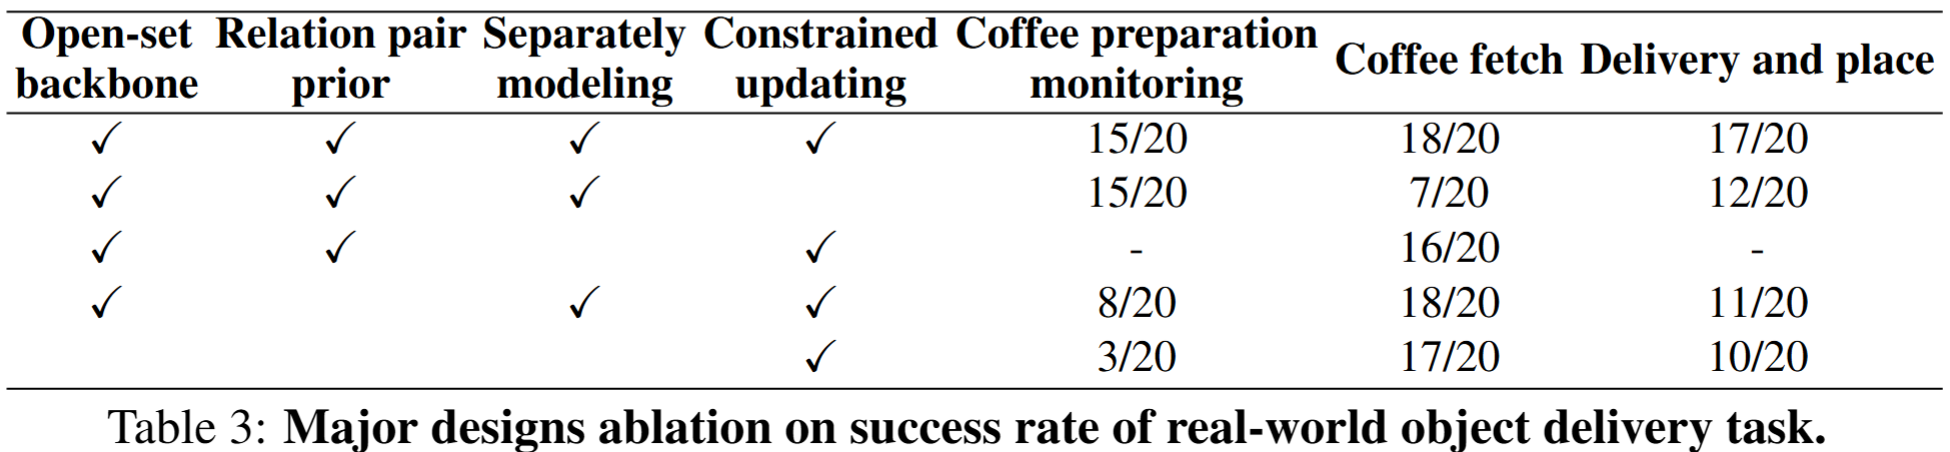 Open-set backbone Relation pair prior Separately modeling Constrained updating Coffee preparation monitoring Coffee fetch Delivery and place
✓ ✓ ✓ ✓ 15/20 18/20 17/20
✓ ✓ ✓ 15/20 7/20 12/20
✓ ✓ ✓ - 16/20 -
✓ ✓ ✓ 8/20 18/20 11/20
✓ 3/20 17/20 10/20
Table 3: Major designs ablation on success rate of real-world object delivery task.